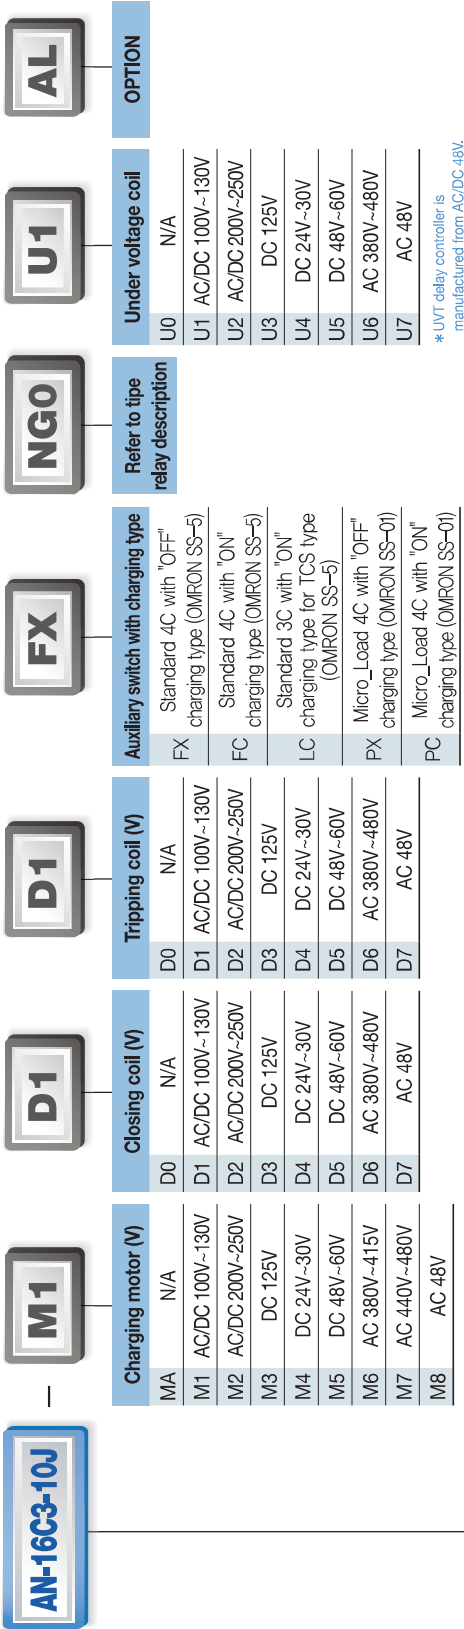 AN-16C3-10J
—
M1
D1
D1
FX
NG0
U1
AL
Charging motor (V)
MA N/A
M1 AC/DC 100V~130V
M2 AC/DC 200V~250V
M3 DC 125V
M4 DC 24V~30V
M5 DC 48V~60V
M6 AC 380V~415V
M7 AC 440V~480V
M8 AC 48V
Closing coil (V)
D0 N/A
D1 AC/DC 100V~130V
D2 AC/DC 200V~250V
D3 DC 125V
D4 DC 24V~30V
D5 DC 48V~60V
D6 AC 380V~480V
D7 AC 48V
Tripping coil (V)
D0 N/A
D1 AC/DC 100V~130V
D2 AC/DC 200V~250V
D3 DC 125V
D4 DC 24V~30V
D5 DC 48V~60V
D6 AC 380V~480V
D7 AC 48V
Auxiliary switch with charging type
FX Standard 4C with "OFF"
charging type (OMRON SS-5)
FC Standard 4C with "ON"
charging type (OMRON SS-5)
LC Standard 3C with "ON"
charging type for TCS type
(OMRON SS-5)
PX Micro_Load 4C with "OFF"
charging type (OMRON SS-01)
PC Micro_Load 4C with "ON"
charging type (OMRON SS-01)
Refer to tipe
relay description
Under voltage coil
U0 N/A
U1 AC/DC 100V~130V
U2 AC/DC 200V~250V
U3 DC 125V
U4 DC 24V~30V
U5 DC 48V~60V
U6 AC 380V~480V
U7 AC 48V
* UVT delay controller is
manufactured from AC/DC 48V.
OPTION